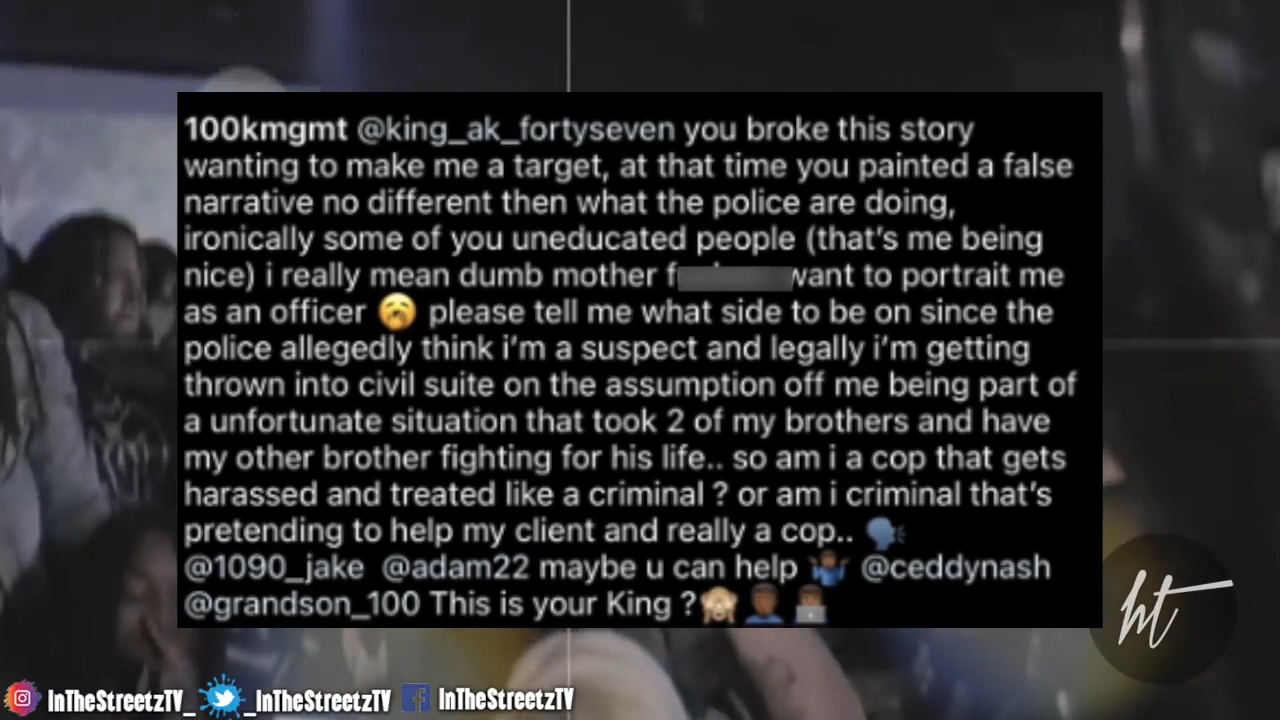 100kmgmt @king_ak_fortyseven you broke this story
wanting to make me a target, at that time you painted a false
narrative no different then what the police are doing,
ironically some of you uneducated people (that's me being
nice) i really mean dumb mother f want to portrait me
as an officer 😥 please tell me what side to be on since the
police allegedly think i'm a suspect and legally i'm getting
thrown into civil suite on the assumption off me being part of
a unfortunate situation that took 2 of my brothers and have
my other brother fighting for his life.. so am i a cop that gets
harassed and treated like a criminal ? or am i criminal that's
pretending to help my client and really a cop.. 🗣
@1090_jake @adam22 maybe u can help 🤷🏾‍♂️ @ceddynash
@grandson_100 This is your King ?🙈🤦🏾‍♂️👨🏽‍💻
ht
InTheStreetzTV_ _InTheStreetzTV InTheStreetzTV